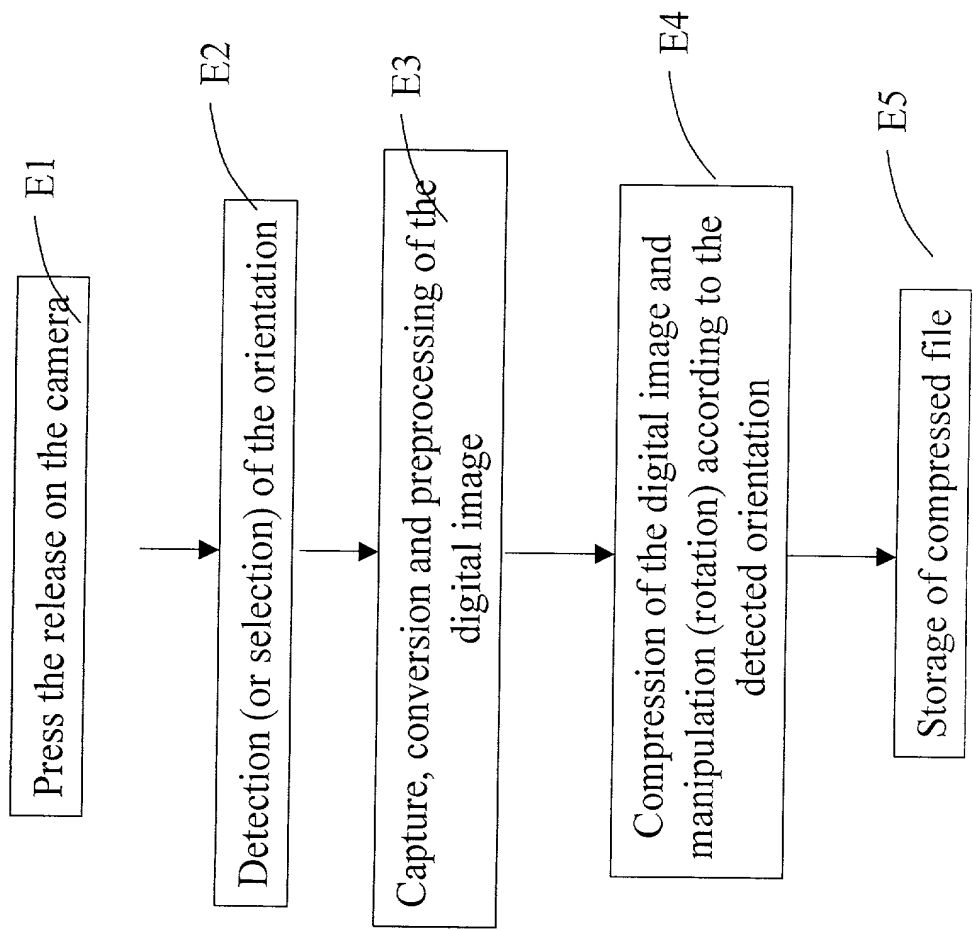 Press the release on the camera
E1
Detection (or selection) of the orientation
E2
Capture, conversion and preprocessing of the
digital image
E3
Compression of the digital image and
manipulation (rotation) according to the
detected orientation
E4
Storage of compressed file
E5